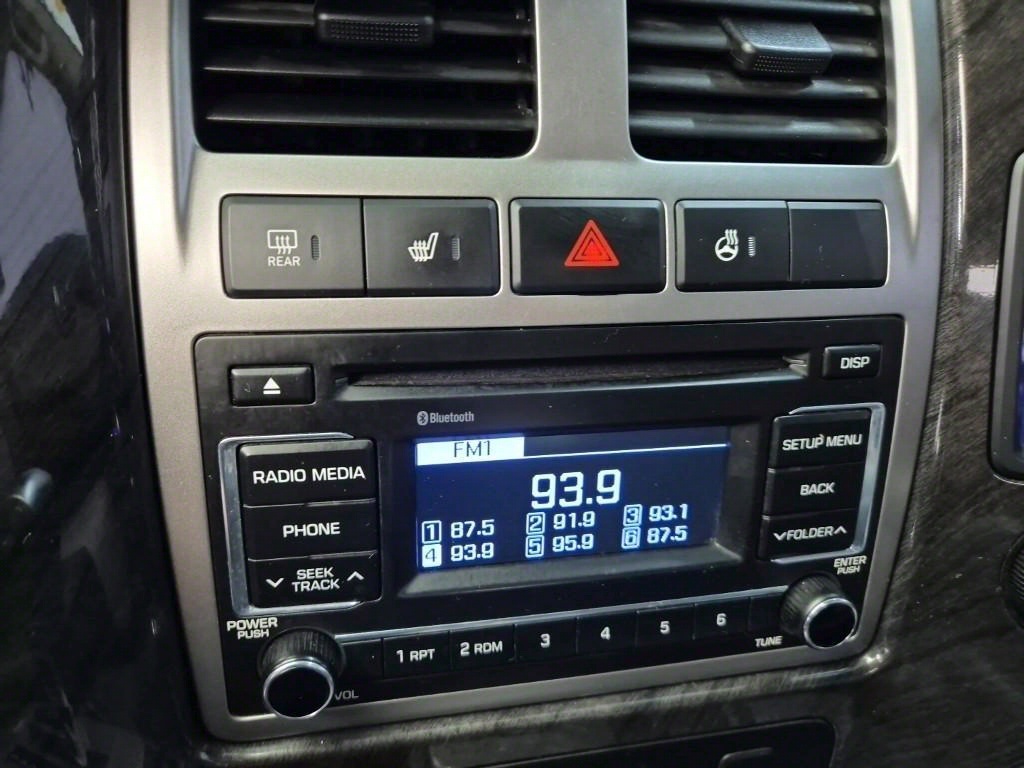 REAR
DISP
Bluetooth
FM1
93.9
1 87.5 2 91.9 3 93.1
4 93.9 5 95.9 6 87.5
RADIO MEDIA
PHONE
SEEK
TRACK
SETUP MENU
BACK
FOLDER
ENTER
PUSH
POWER
PUSH
VOL
1 RPT 2 RDM 3 4 5 6
TUNE